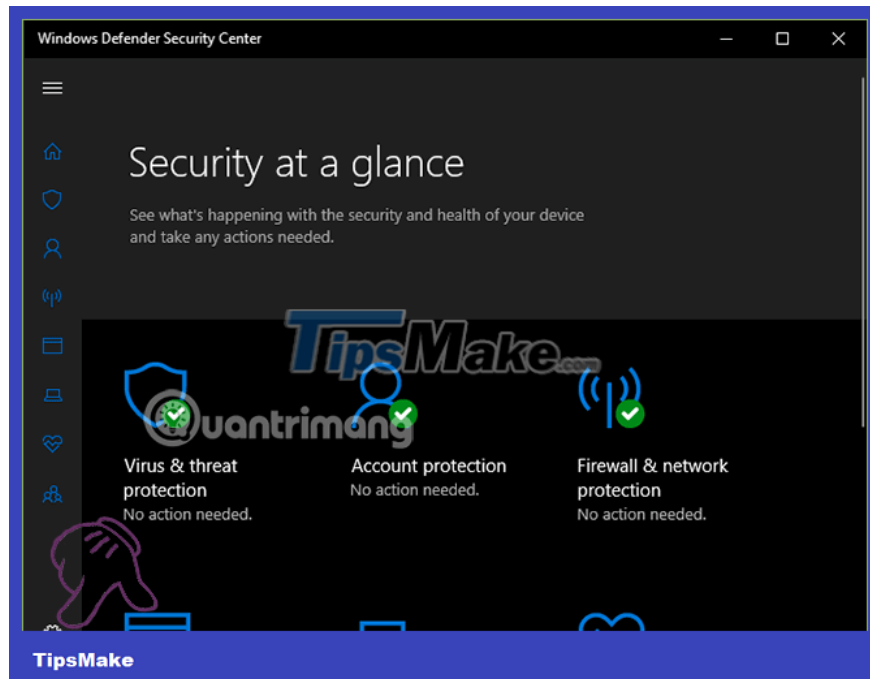 Windows Defender Security Center
Security at a glance
See what's happening with the security and health of your device
and take any actions needed.
TipsMake.com
@uantrimang
Virus & threat
protection
No action needed.
Account protection
No action needed.
Firewall & network
protection
No action needed.
TipsMake